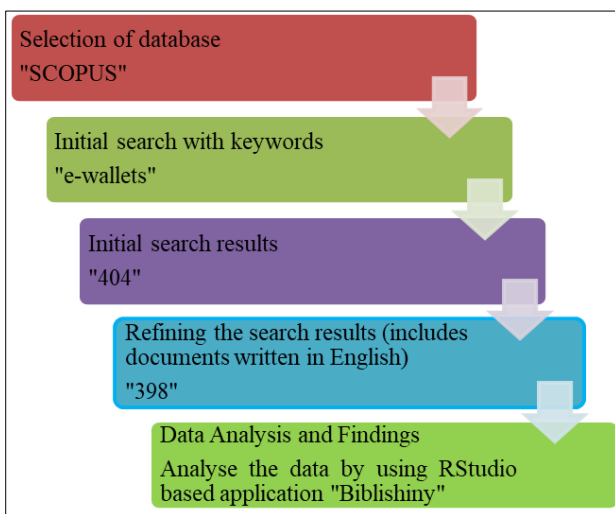 Selection of database
"SCOPUS"
Initial search with keywords
"e-wallets"
Initial search results
"404"
Refining the search results (includes
documents written in English)
"398"
Data Analysis and Findings
Analyse the data by using RStudio
based application "Biblishiny"